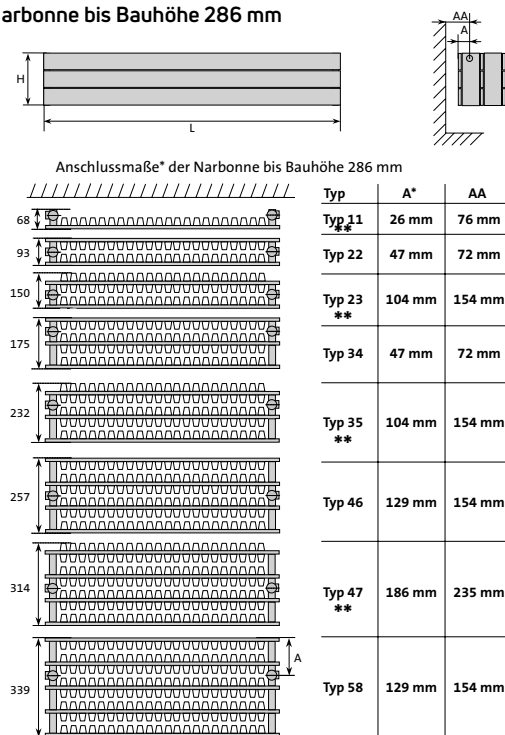 arbonne bis Bauhöhe 286 mm
AA
A
H
L
Anschlussmaße* der Narbonne bis Bauhöhe 286 mm
Typ A* AA
68 Typ 11 26 mm 76 mm
**
93 Typ 22 47 mm 72 mm
150 Typ 23 104 mm 154 mm
**
175 Typ 34 47 mm 72 mm
232 Typ 35 104 mm 154 mm
**
257 Typ 46 129 mm 154 mm
314 Typ 47 186 mm 235 mm
**
A
339 Typ 58 129 mm 154 mm